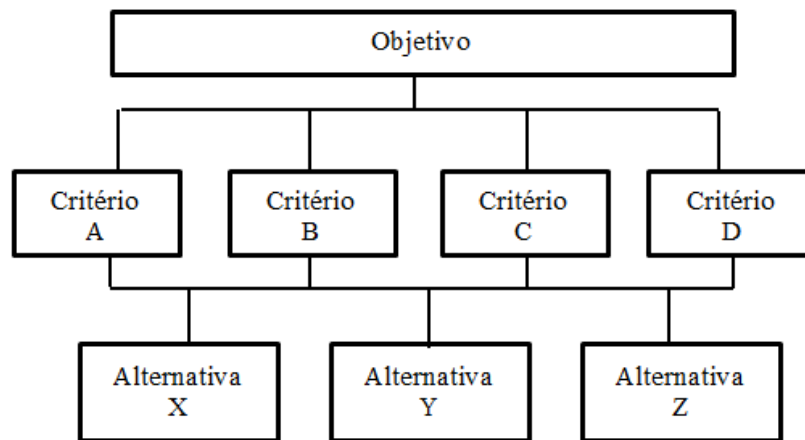 Objetivo
Critério
A
Critério
B
Critério
C
Critério
D
Alternativa
X
Alternativa
Y
Alternativa
Z